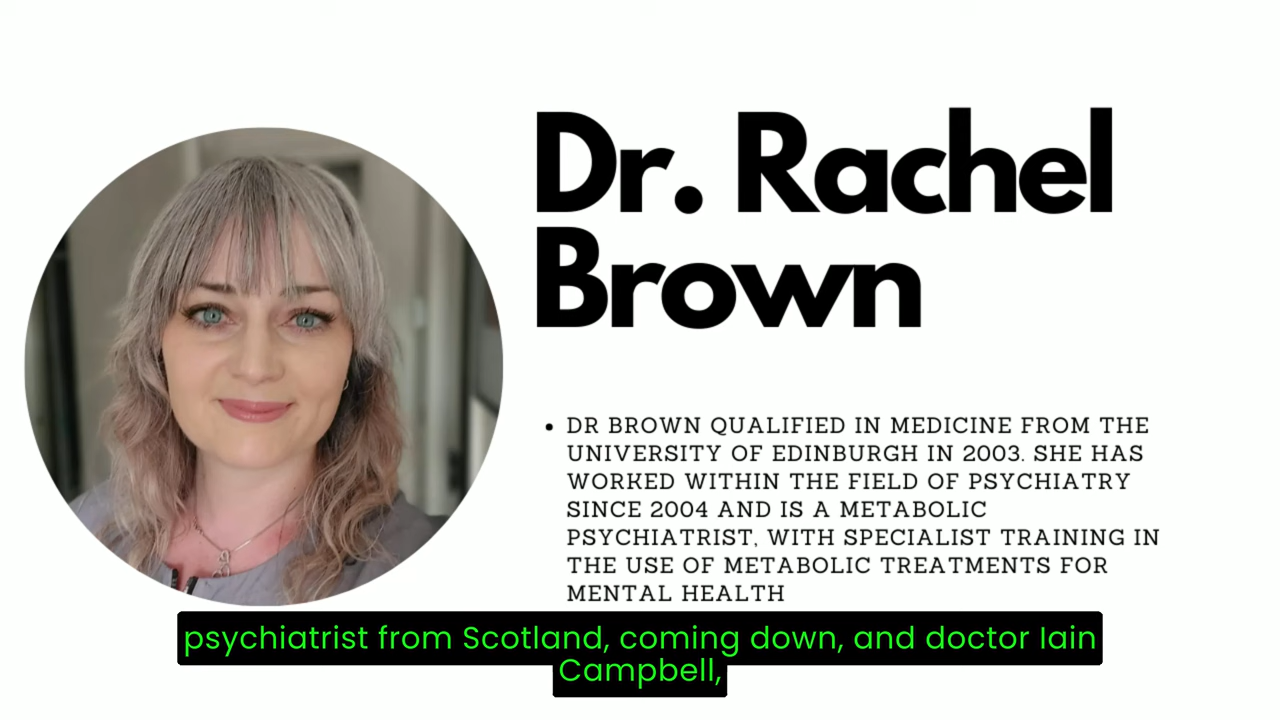 Dr. Rachel
Brown
• DR BROWN QUALIFIED IN MEDICINE FROM THE
UNIVERSITY OF EDINBURGH IN 2003. SHE HAS
WORKED WITHIN THE FIELD OF PSYCHIATRY
SINCE 2004 AND IS A METABOLIC
PSYCHIATRIST, WITH SPECIALIST TRAINING IN
THE USE OF METABOLIC TREATMENTS FOR
MENTAL HEALTH
psychiatrist from Scotland, coming down, and doctor Iain
Campbell,